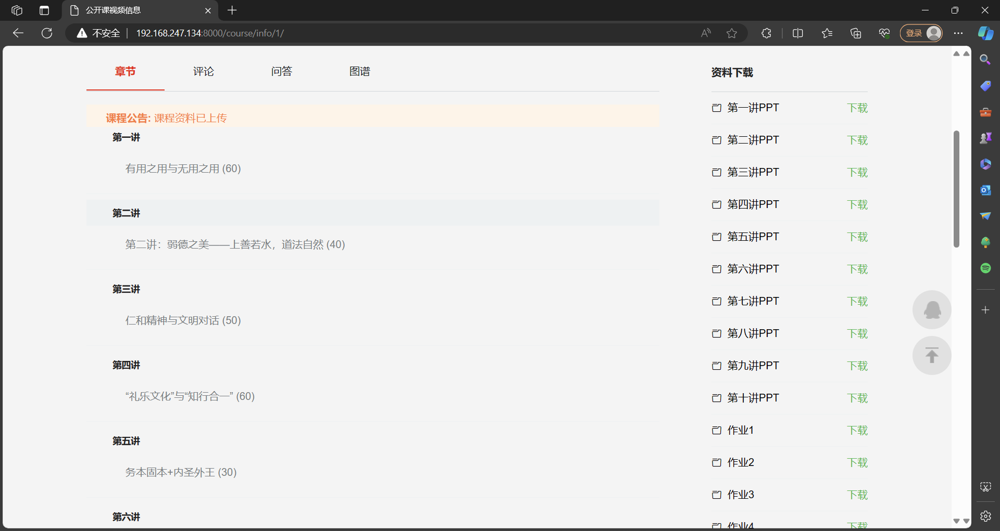 公开课视频信息
不安全
192.168.247.134:8000/course/info/1/
登录
章节
评论
问答
图谱
课程公告: 课程资料已上传
第一讲
有用之用与无用之用 (60)
第二讲
第二讲：弱德之美——上善若水，道法自然 (40)
第三讲
仁和精神与文明对话 (50)
第四讲
“礼乐文化”与“知行合一” (60)
第五讲
务本固本+内圣外王 (30)
第六讲
资料下载
第一讲PPT 下载
第二讲PPT 下载
第三讲PPT 下载
第四讲PPT 下载
第五讲PPT 下载
第六讲PPT 下载
第七讲PPT 下载
第八讲PPT 下载
第九讲PPT 下载
第十讲PPT 下载
作业1 下载
作业2 下载
作业3 下载
作业4 下载